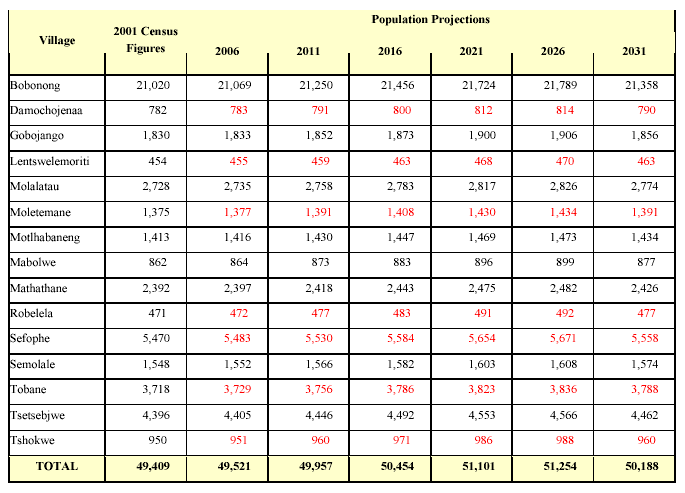 Village 2001 Census Figures Population Projections
2006 2011 2016 2021 2026 2031
Bobonong 21,020 21,069 21,250 21,456 21,724 21,789 21,358
Damochojenaa 782 783 791 800 812 814 790
Gobojango 1,830 1,833 1,852 1,873 1,900 1,906 1,856
Lentswelemoriti 454 455 459 463 468 470 463
Molalatau 2,728 2,735 2,758 2,783 2,817 2,826 2,774
Moletemane 1,375 1,377 1,391 1,408 1,430 1,434 1,391
Motlhabaneng 1,413 1,416 1,430 1,447 1,469 1,473 1,434
Mabolwe 862 864 873 883 896 899 877
Mathathane 2,392 2,397 2,418 2,443 2,475 2,482 2,426
Robelela 471 472 477 483 491 492 477
Sefophe 5,470 5,483 5,530 5,584 5,654 5,671 5,558
Semolale 1,548 1,552 1,566 1,582 1,603 1,608 1,574
Tobane 3,718 3,729 3,756 3,786 3,823 3,836 3,788
Tsetsebjwe 4,396 4,405 4,446 4,492 4,553 4,566 4,462
Tshokwe 950 951 960 971 986 988 960
TOTAL 49,409 49,521 49,957 50,454 51,101 51,254 50,188